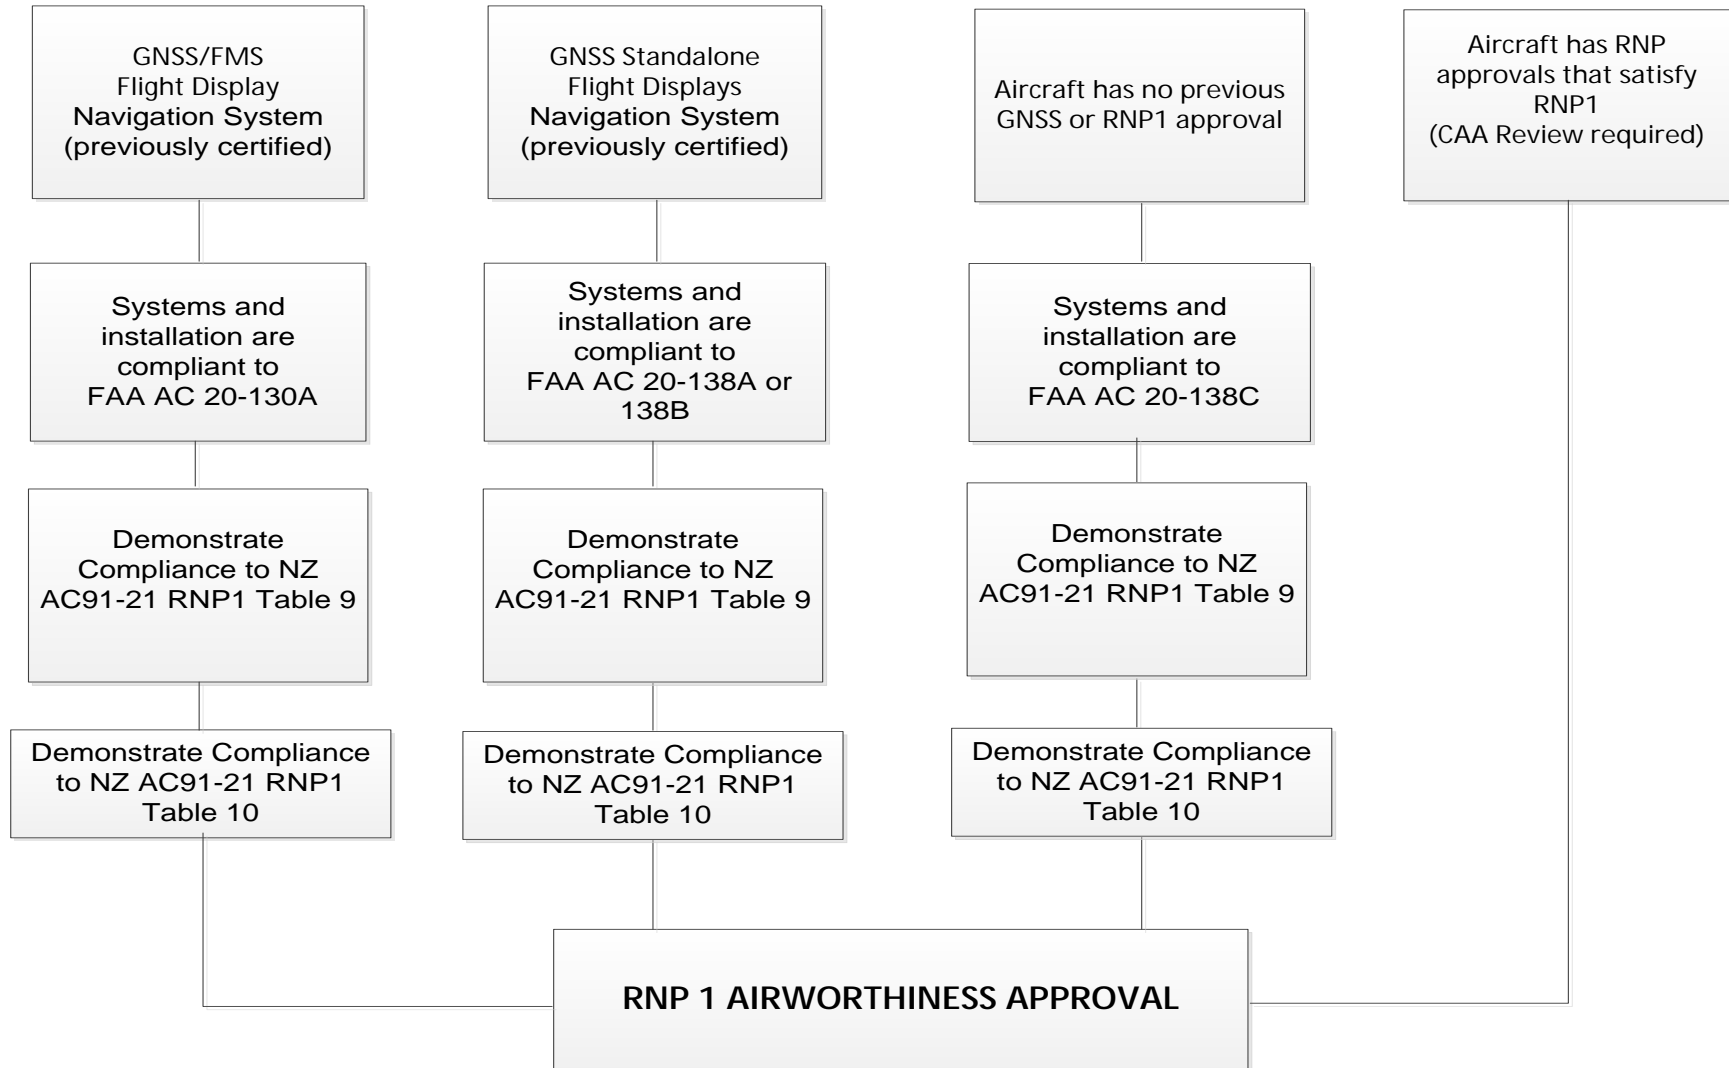 GNSS/FMS
Flight Display
Navigation System
(previously certified)
GNSS Standalone
Flight Displays
Navigation System
(previously certified)
Aircraft has no previous
GNSS or RNP1 approval
Aircraft has RNP
approvals that satisfy
RNP1
(CAA Review required)
Systems and
installation are
compliant to
FAA AC 20-130A
Systems and
installation are
compliant to
FAA AC 20-138A or
138B
Systems and
installation are
compliant to
FAA AC 20-138C
Demonstrate
Compliance to NZ
AC91-21 RNP1 Table 9
Demonstrate
Compliance to NZ
AC91-21 RNP1 Table 9
Demonstrate
Compliance to NZ
AC91-21 RNP1 Table 9
Demonstrate Compliance
to NZ AC91-21 RNP1
Table 10
Demonstrate Compliance
to NZ AC91-21 RNP1
Table 10
Demonstrate Compliance
to NZ AC91-21 RNP1
Table 10
RNP 1 AIRWORTHINESS APPROVAL